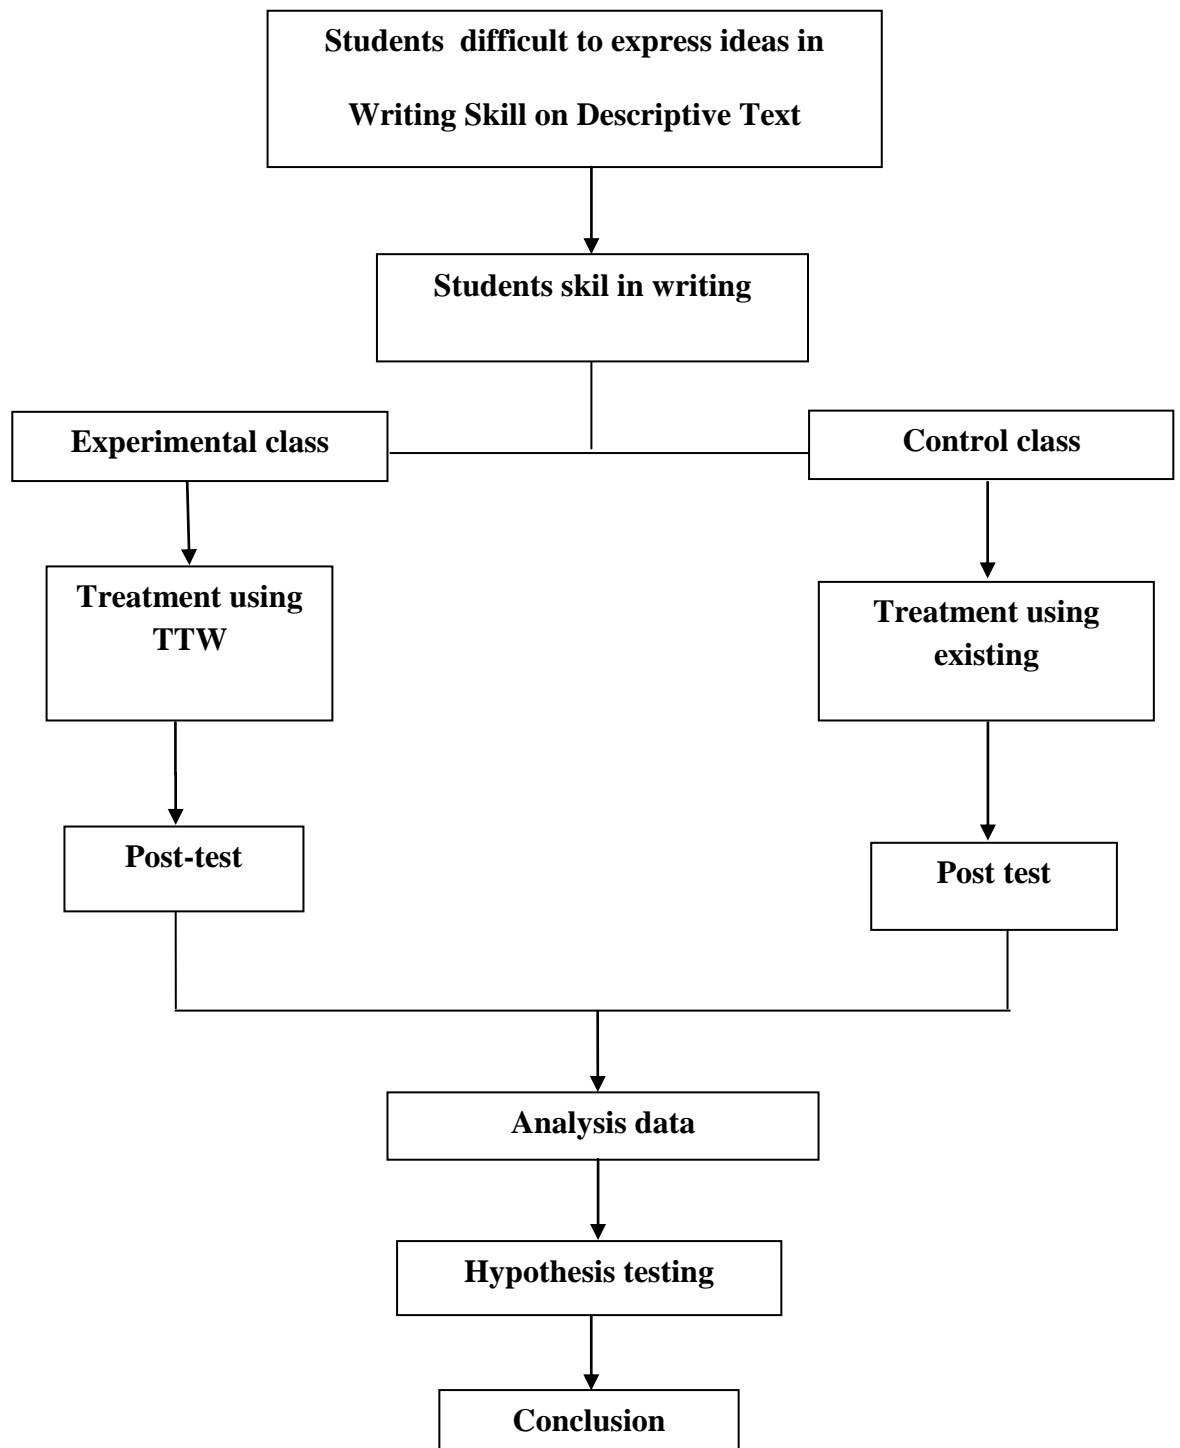 Students difficult to express ideas in
Writing Skill on Descriptive Text
Students skil in writing
Experimental class
Control class
Treatment using
TTW
Treatment using
existing
Post-test
Post test
Analysis data
Hypothesis testing
Conclusion